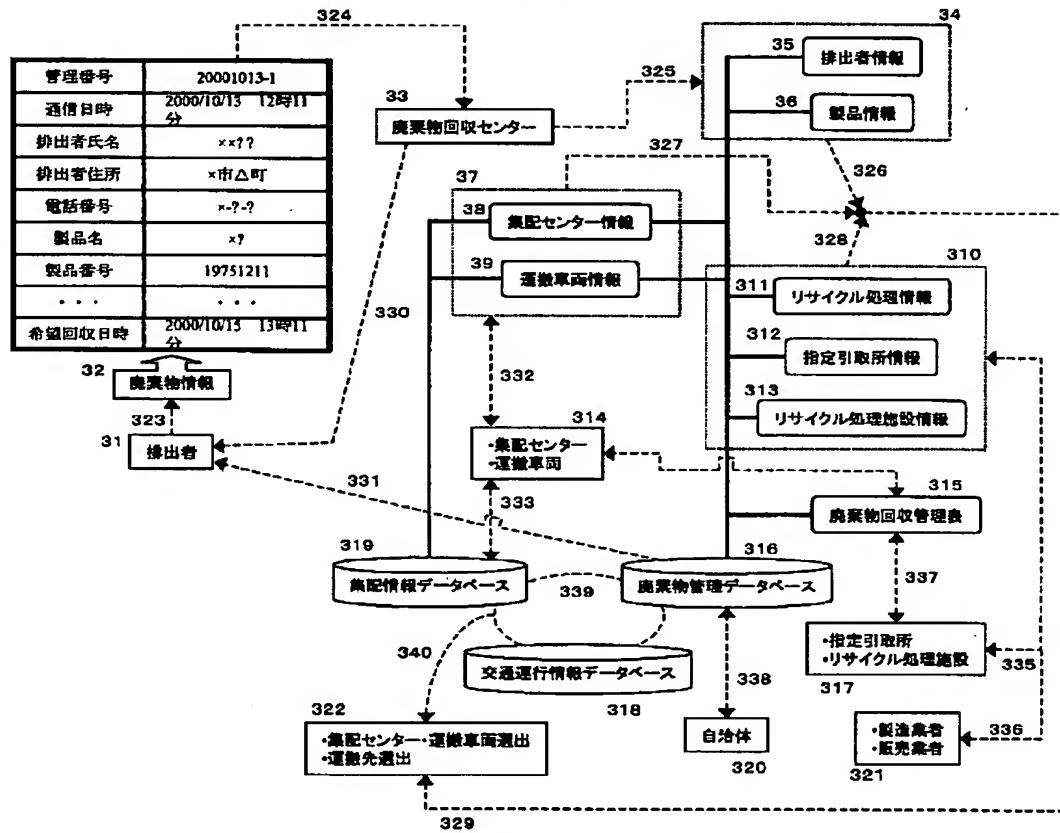 324
管理番号 20001013-1
通信日時 2000/10/13 12時11分
排出者氏名 ××??
排出者住所 ×市△町
電話番号 ×-?-?
製品名 ×?
製品番号 19751211
・・・ ・・・
希望回収日時 2000/10/15 13時11分
32
廃棄物情報
323
31
排出者
33
廃棄物回収センター
325
330
331
34
35
排出者情報
36
製品情報
326
327
328
37
38
集配センター情報
39
運搬車両情報
310
311
リサイクル処理情報
312
指定引取所情報
313
リサイクル処理施設情報
332
314
・集配センター
・運搬車両
333
315
廃棄物回収管理表
319
集配情報データベース
339
316
廃棄物管理データベース
337
340
交通運行情報データベース
318
338
・指定引取所
・リサイクル処理施設
317
335
322
・集配センター・運搬車両選出
・運搬先選出
自治体
320
・製造業者
・販売業者
321
336
329